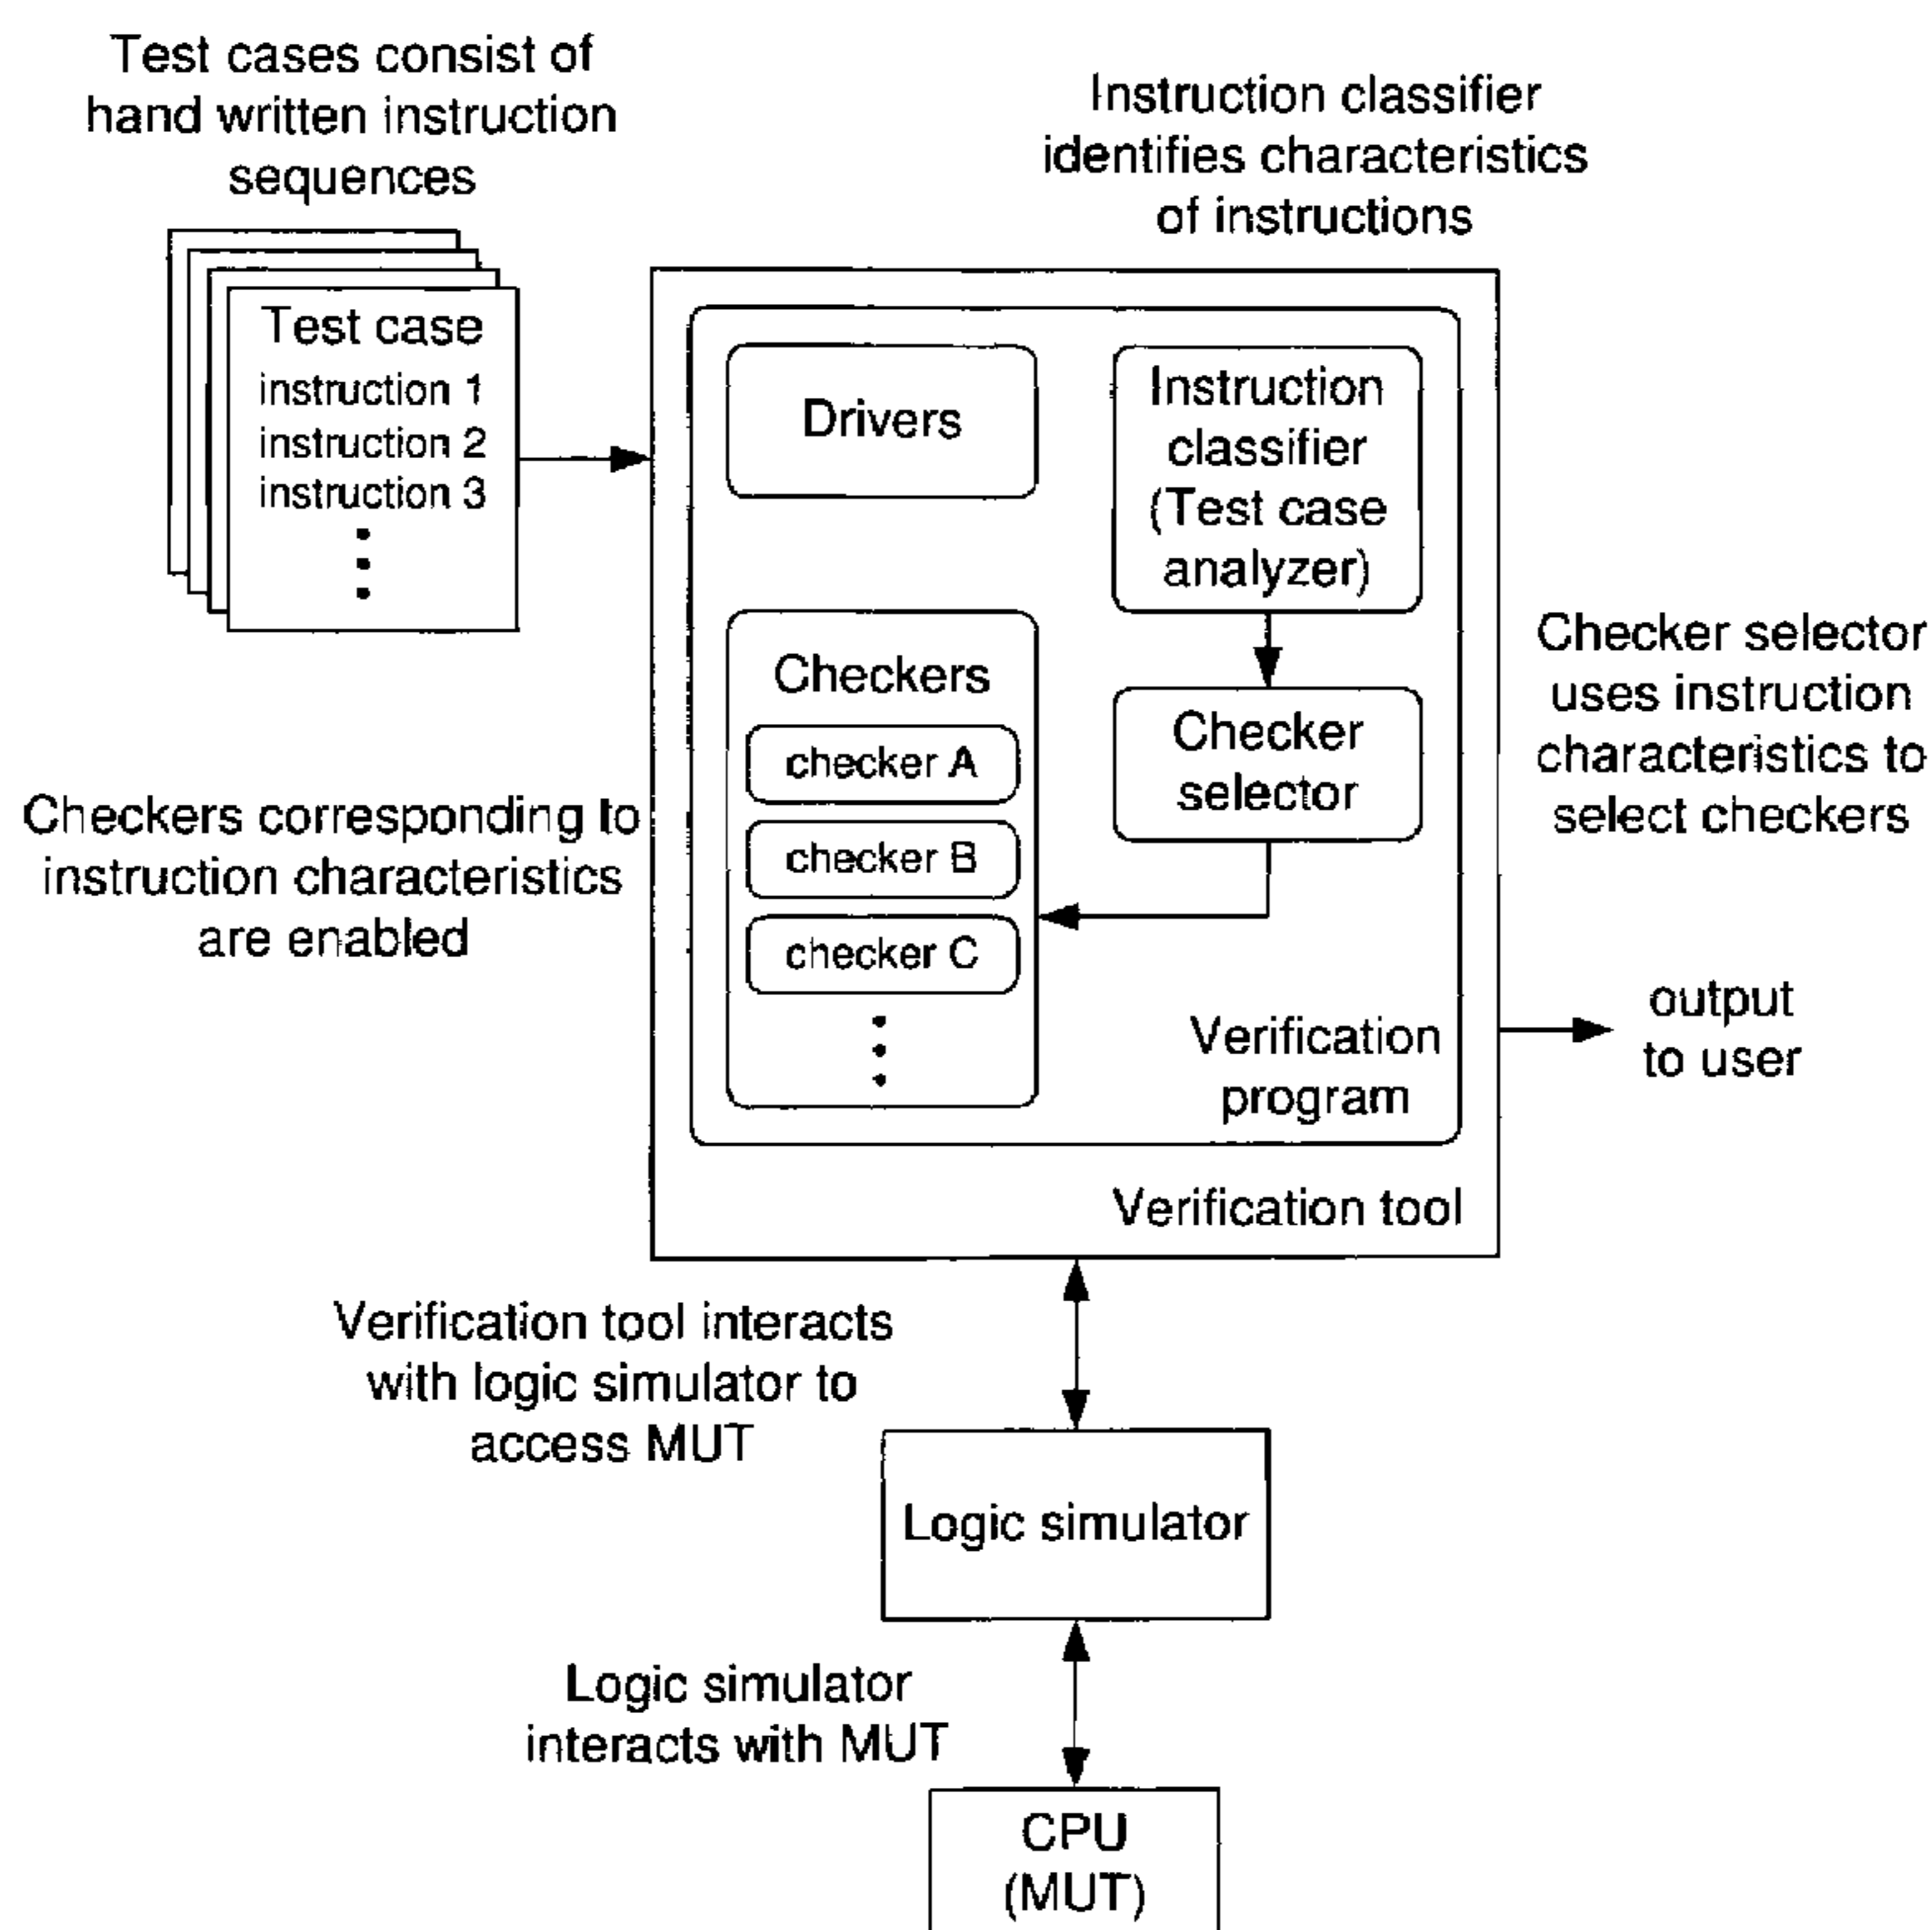 Test cases consist of
hand written instruction
sequences
Instruction classifier
identifies characteristics
of instructions
Test case
instruction 1
instruction 2
instruction 3
Drivers
Instruction
classifier
(Test case
analyzer)
Checkers
checker A
checker B
checker C
Checker
selector
Checker selector
uses instruction
characteristics to
select checkers
Checkers corresponding to
instruction characteristics
are enabled
Verification
program
output
to user
Verification tool
Verification tool interacts
with logic simulator to
access MUT
Logic simulator
Logic simulator
interacts with MUT
CPU
(MUT)